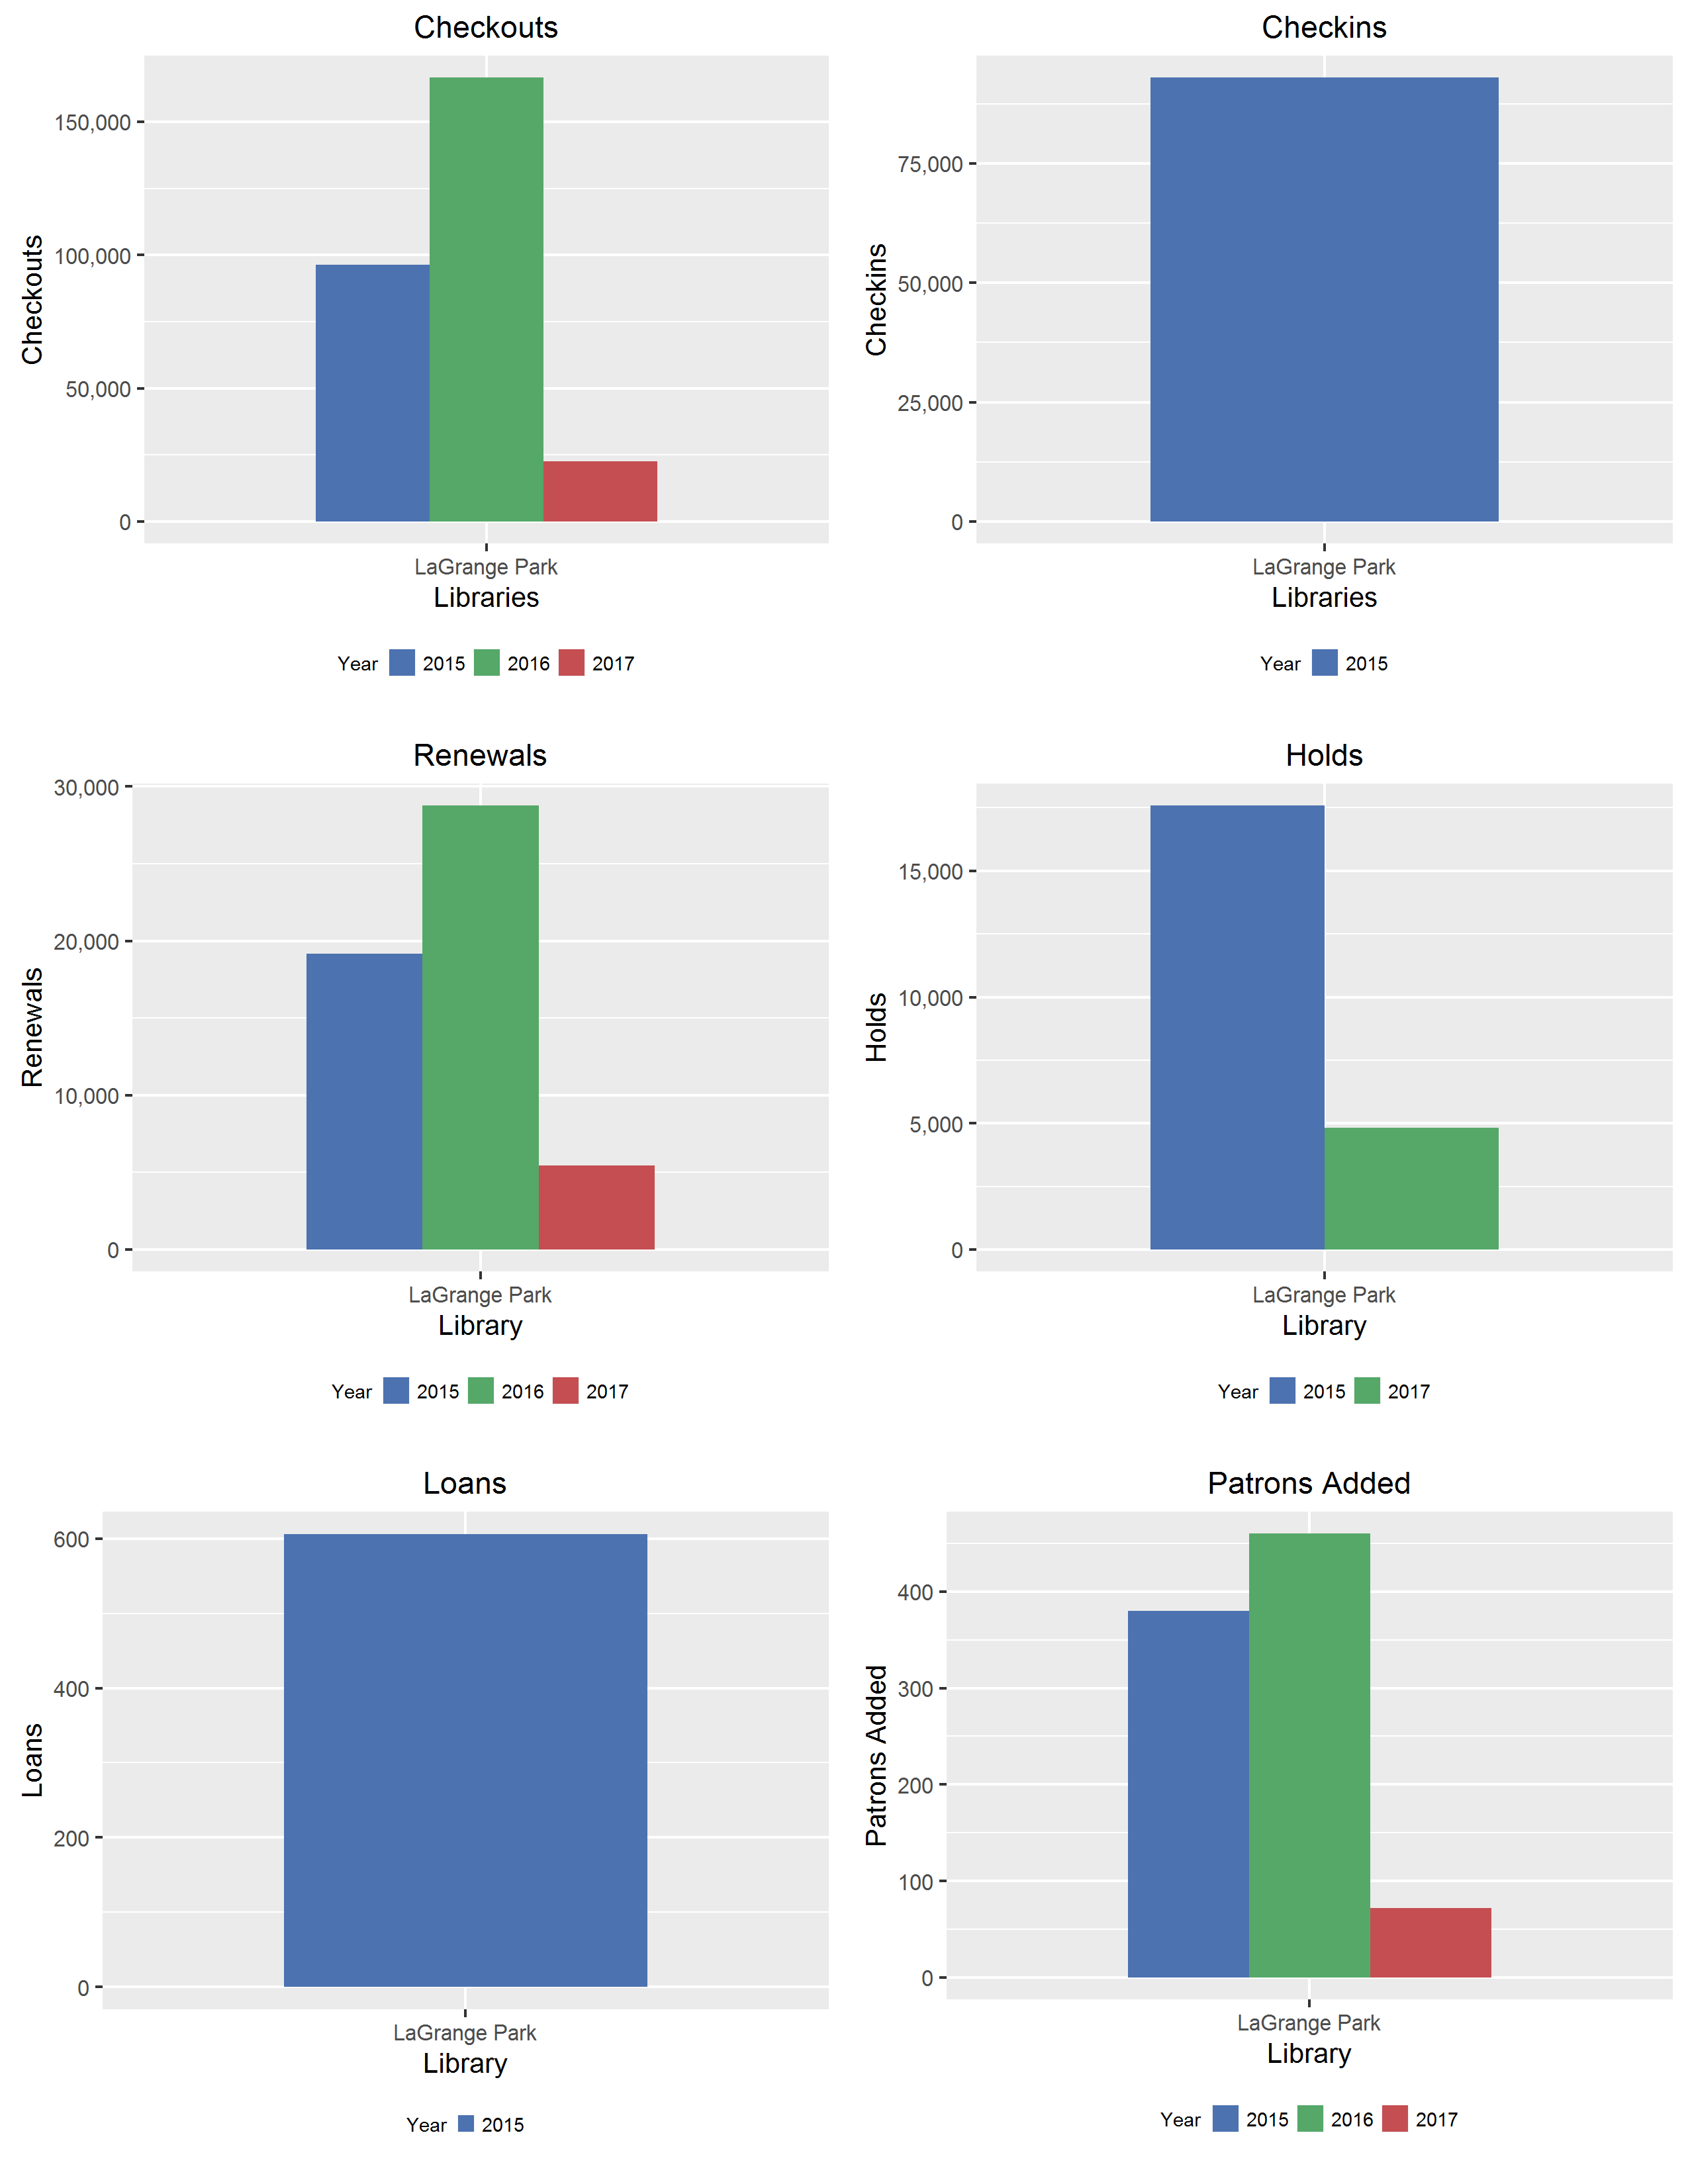 Checkouts
150,000
100,000
50,000
0
Checkouts
LaGrange Park
Libraries
Year 2015 2016 2017
Checkins
75,000
50,000
25,000
0
Checkins
LaGrange Park
Libraries
Year 2015
Renewals
30,000
20,000
10,000
0
Renewals
LaGrange Park
Library
Year 2015 2016 2017
Holds
15,000
10,000
5,000
0
Holds
LaGrange Park
Library
Year 2015 2017
Loans
600
400
200
0
Loans
LaGrange Park
Library
Year 2015
Patrons Added
400
300
200
100
0
Patrons Added
LaGrange Park
Library
Year 2015 2016 2017